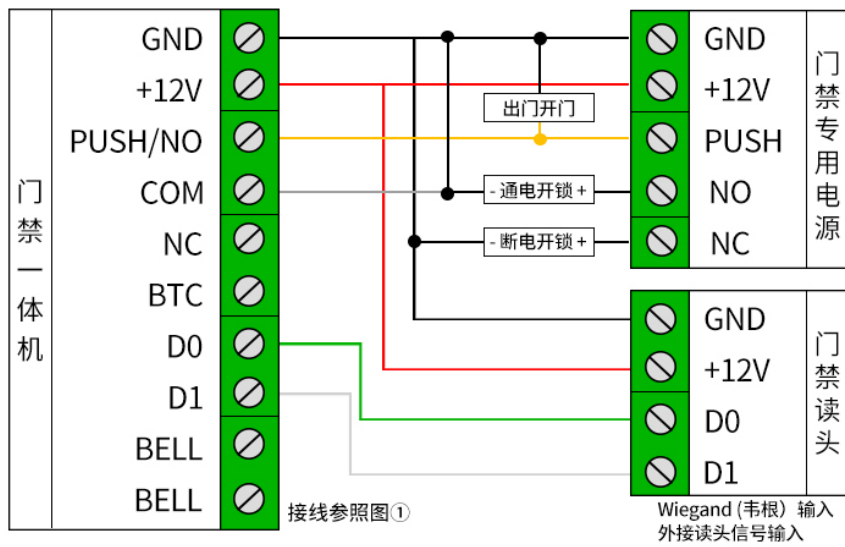 门禁一体机
GND
+12V
PUSH/NO
COM
NC
BTC
D0
D1
BELL
BELL
出门开门
- 通电开锁 +
- 断电开锁 +
GND
+12V
PUSH
NO
NC
门禁专用电源
GND
+12V
D0
D1
门禁读头
接线参照图①
Wiegand (韦根）输入
外接读头信号输入